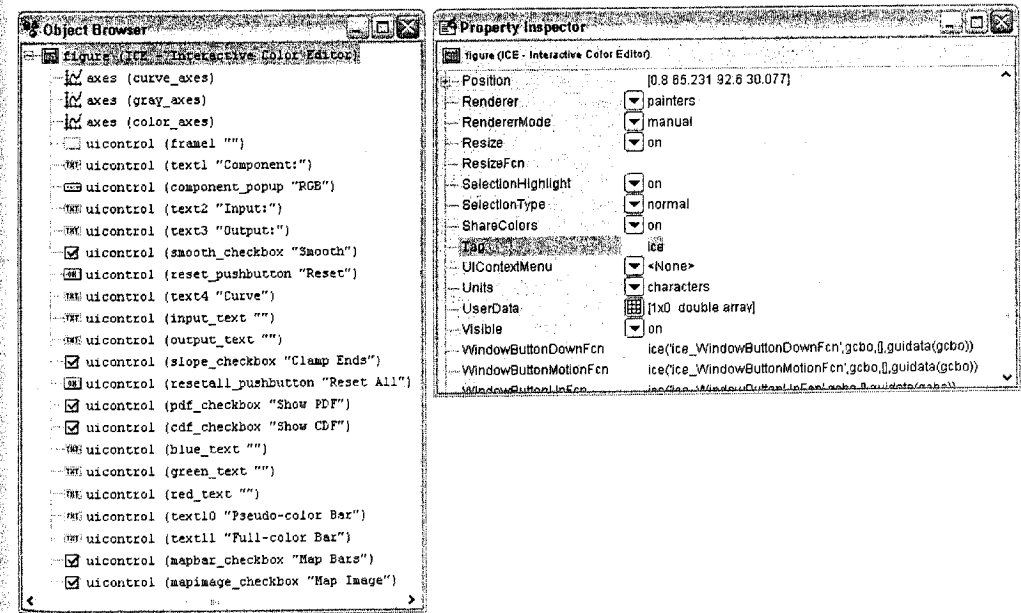 Object Browser
figure (ICE - Interactive Color Editor)
axes (curve_axes)
axes (gray_axes)
axes (color_axes)
uicontrol (frame1 "")
uicontrol (text1 "Component:")
uicontrol (component_popup "RGB")
uicontrol (text2 "Input:")
uicontrol (text3 "Output:")
uicontrol (smooth_checkbox "Smooth")
uicontrol (reset_pushbutton "Reset")
uicontrol (text4 "Curve")
uicontrol (input_text "")
uicontrol (output_text "")
uicontrol (slope_checkbox "Clamp Ends")
uicontrol (resetall_pushbutton "Reset All")
uicontrol (pdf_checkbox "Show PDF")
uicontrol (cdf_checkbox "Show CDF")
uicontrol (blue_text "")
uicontrol (green_text "")
uicontrol (red_text "")
uicontrol (text10 "Pseudo-color Bar")
uicontrol (text11 "Full-color Bar")
uicontrol (mapbar_checkbox "Map Bars")
uicontrol (mapimage_checkbox "Map Image")
Property Inspector
figure (ICE - Interactive Color Editor)
Position [0.8 65.231 92.6 30.077]
Renderer painters
RendererMode manual
Resize on
ResizeFcn
SelectionHighlight on
SelectionType normal
ShareColors on
Tag ice
UIContextMenu <None>
Units characters
UserData [1x0 double array]
Visible on
WindowButtonDownFcn ice('ice_WindowButtonDownFcn',gcbo,[],guidata(gcbo))
WindowButtonMotionFcn ice('ice_WindowButtonMotionFcn',gcbo,[],guidata(gcbo))
WindowButtonUpFcn ice('ice_WindowButtonUpFcn',gcbo,[],guidata(gcbo))